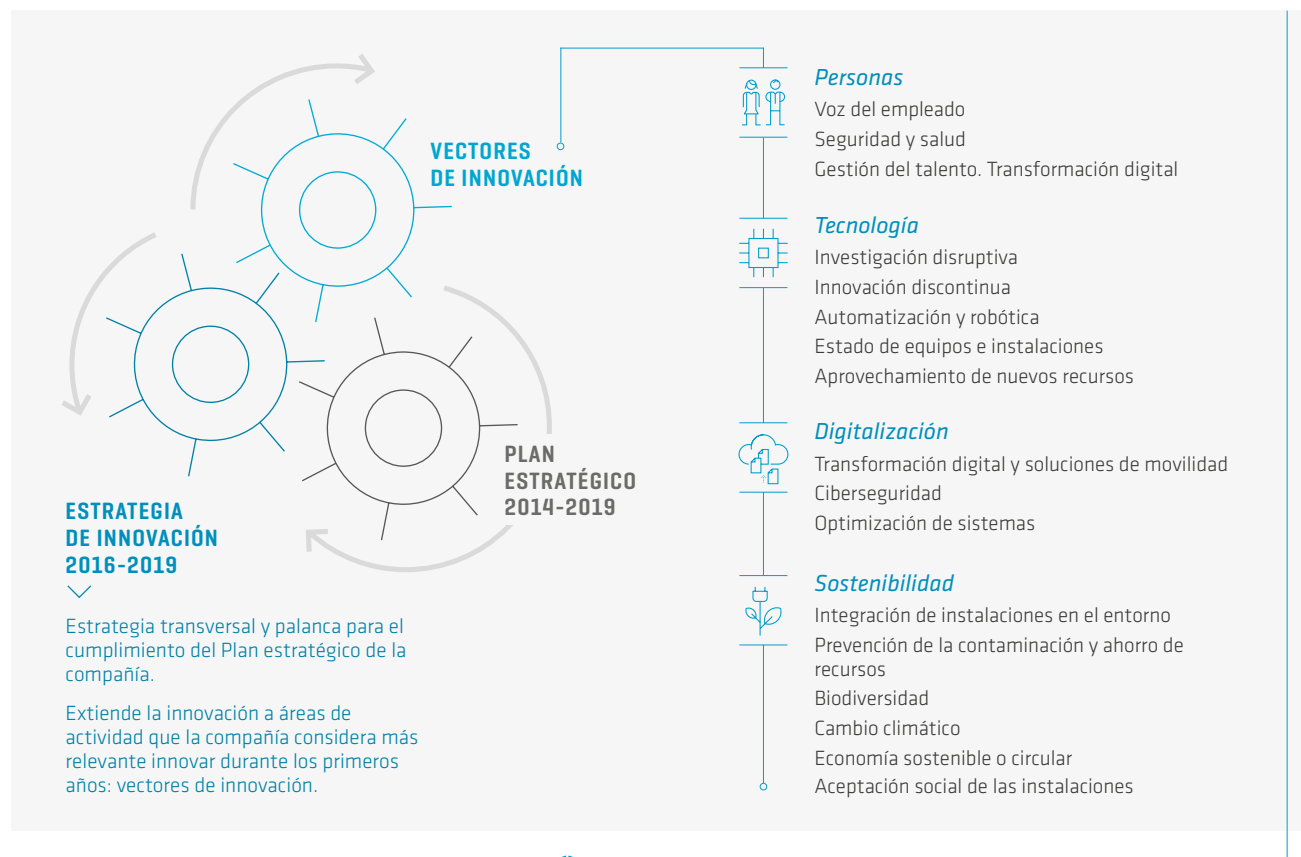 VECTORES
DE INNOVACIÓN
PLAN
ESTRATÉGICO
2014-2019
ESTRATEGIA
DE INNOVACIÓN
2016-2019
Estrategia transversal y palanca para el
cumplimiento del Plan estratégico de la
compañía.
Extiende la innovación a áreas de
actividad que la compañía considera más
relevante innovar durante los primeros
años: vectores de innovación.
Personas
Voz del empleado
Seguridad y salud
Gestión del talento. Transformación digital
Tecnología
Investigación disruptiva
Innovación discontinua
Automatización y robótica
Estado de equipos e instalaciones
Aprovechamiento de nuevos recursos
Digitalización
Transformación digital y soluciones de movilidad
Ciberseguridad
Optimización de sistemas
Sostenibilidad
Integración de instalaciones en el entorno
Prevención de la contaminación y ahorro de
recursos
Biodiversidad
Cambio climático
Economía sostenible o circular
Aceptación social de las instalaciones